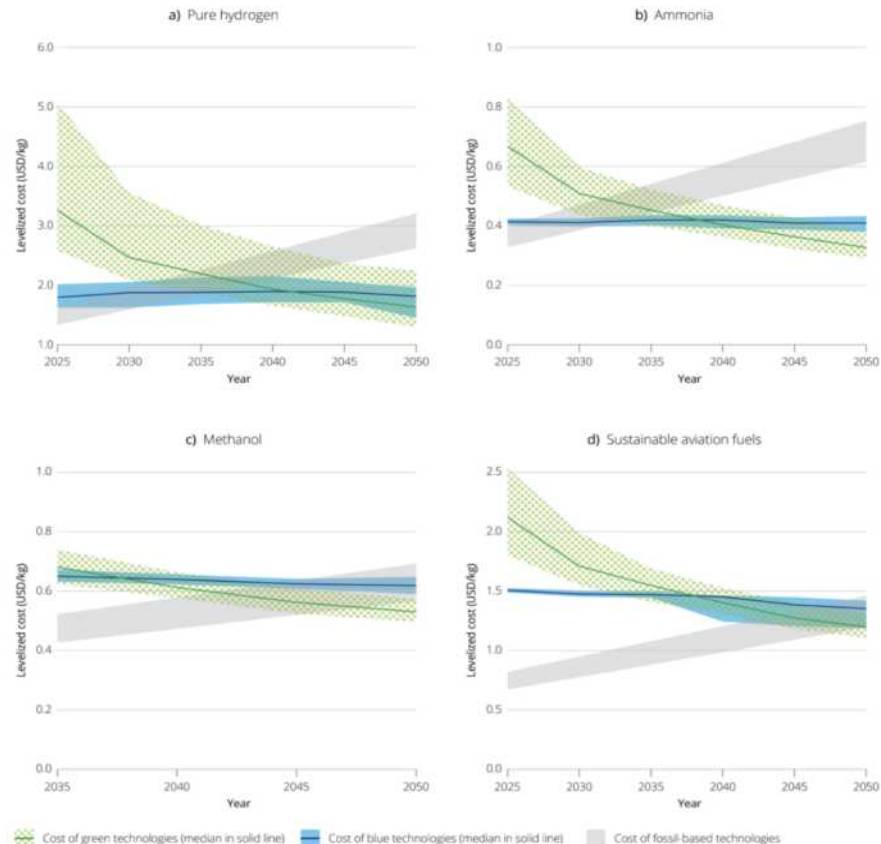 a) Pure hydrogen
6.0
5.0
4.0
3.0
2.0
1.0
Levelized cost (USD/kg)
2025 2030 2035 2040 2045 2050
Year
b) Ammonia
1.0
0.8
0.6
0.4
0.2
0.0
Levelized cost (USD/kg)
2025 2030 2035 2040 2045 2050
Year
c) Methanol
1.0
0.8
0.6
0.4
0.2
0.0
Levelized cost (USD/kg)
2035 2040 2045 2050
Year
d) Sustainable aviation fuels
2.5
2.0
1.5
1.0
0.5
0.0
Levelized cost (USD/kg)
2025 2030 2035 2040 2045 2050
Year
Cost of green technologies (median in solid line) Cost of blue technologies (median in solid line) Cost of fossil-based technologies